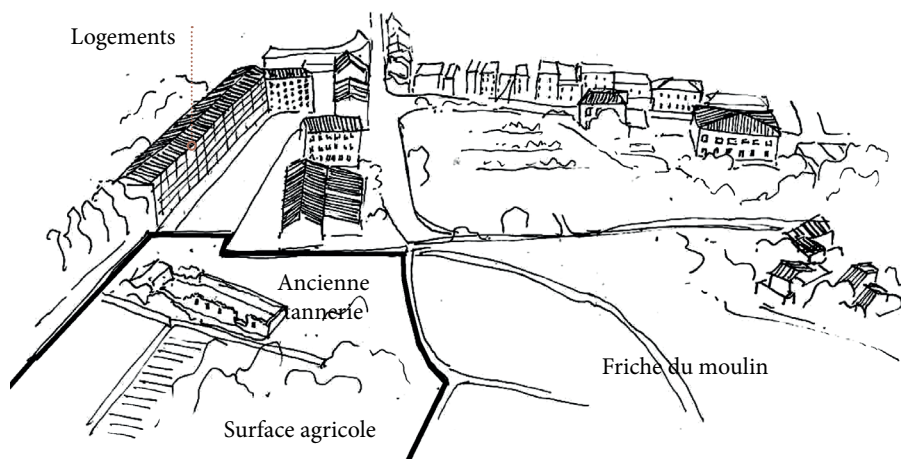 Logements
Ancienne
tannerie
Friche du moulin
Surface agricole